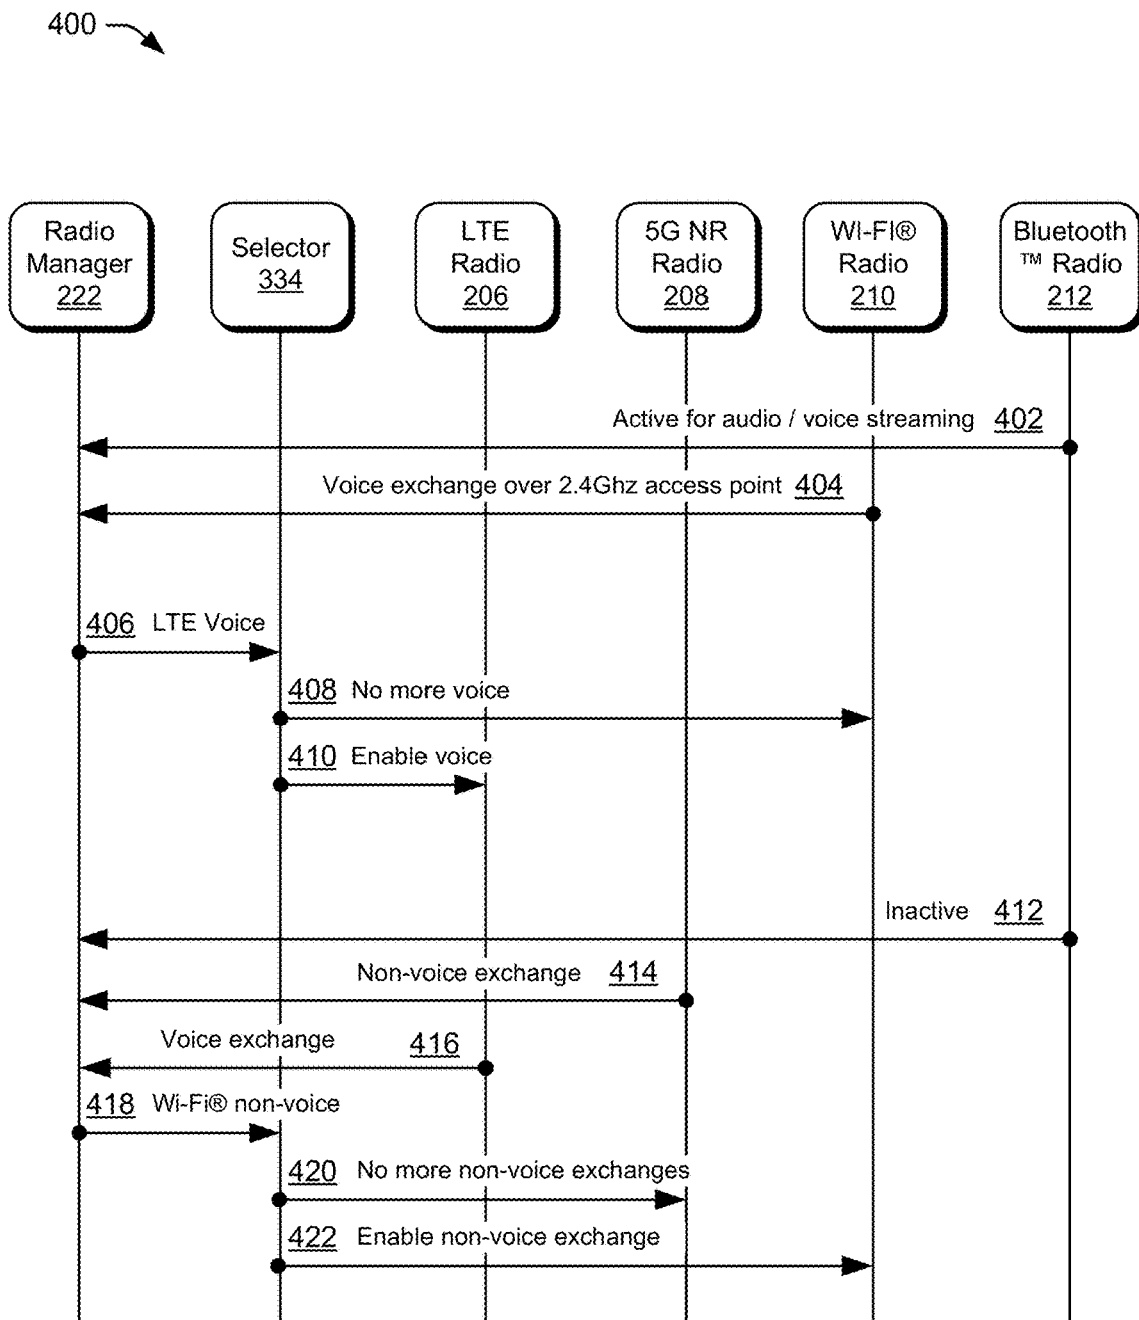 400
Radio
Manager
222
Selector
334
LTE
Radio
206
5G NR
Radio
208
WI-FI®
Radio
210
Bluetooth
™ Radio
212
Active for audio / voice streaming 402
Voice exchange over 2.4Ghz access point 404
406 LTE Voice
408 No more voice
410 Enable voice
Inactive 412
Non-voice exchange 414
Voice exchange 416
418 Wi-Fi® non-voice
420 No more non-voice exchanges
422 Enable non-voice exchange